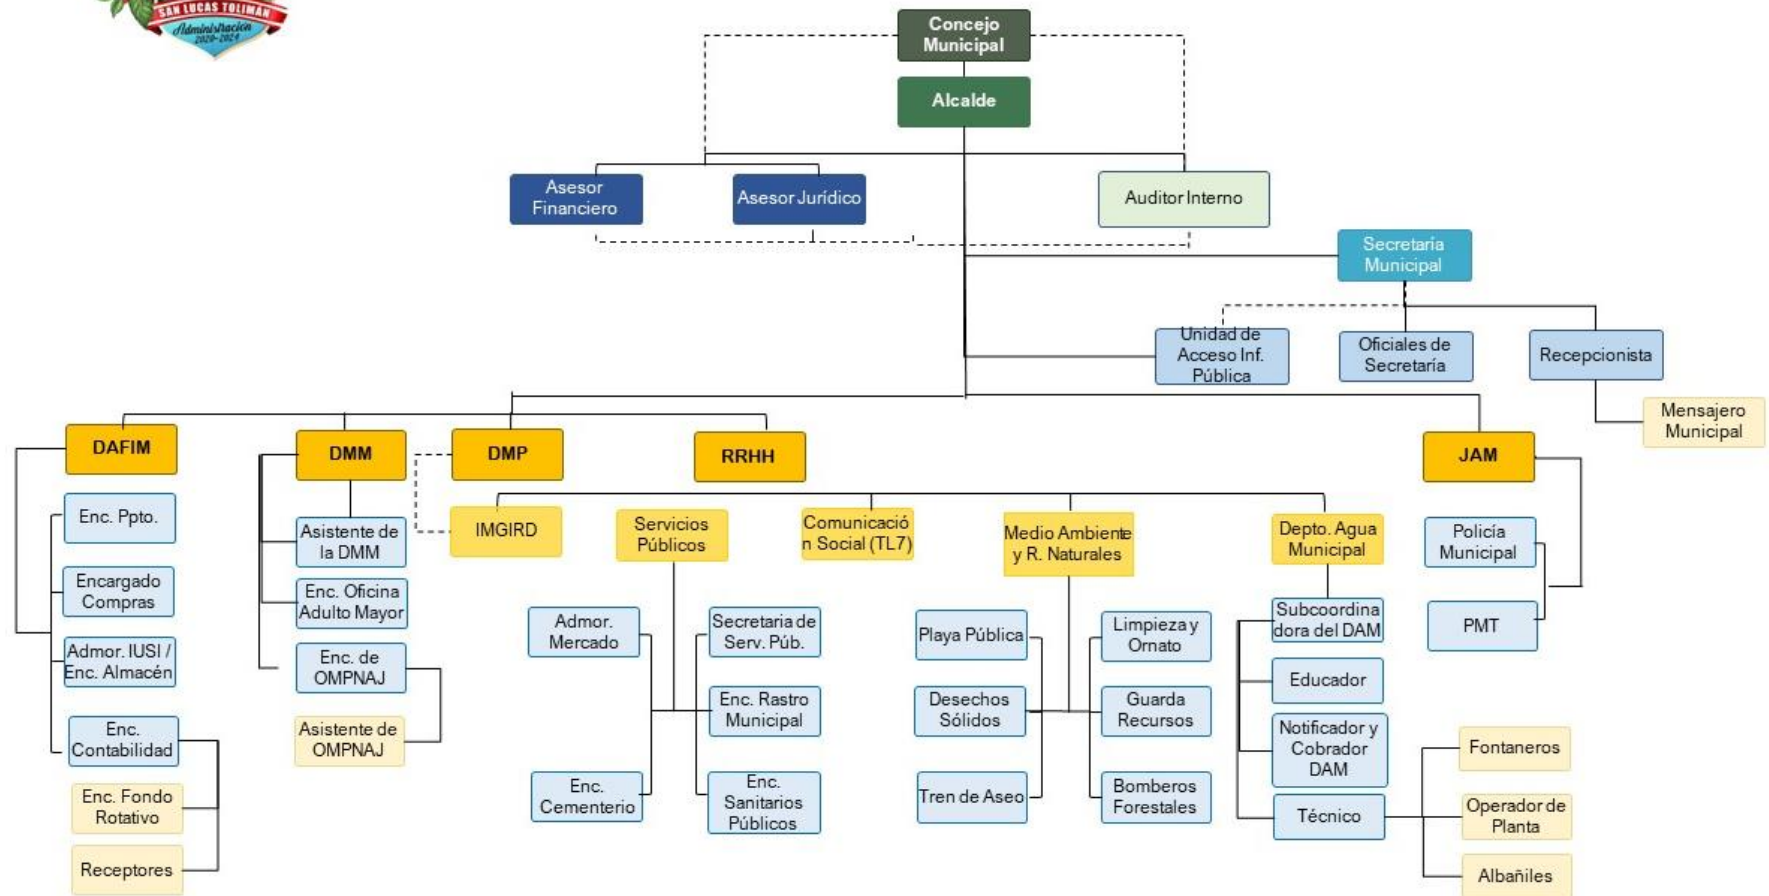 SAN LUCAS TOLIMÁN
Administración
2020-2024
Concejo
Municipal
Alcalde
Asesor
Financiero
Asesor Jurídico
Auditor Interno
Secretaría
Municipal
Unidad de
Acceso Inf.
Pública
Oficiales de
Secretaría
Recepcionista
Mensajero
Municipal
DAFIM
DMM
DMP
RRHH
JAM
Enc. Ppto.
Encargado
Compras
Admor. IUSI /
Enc. Almacén
Enc.
Contabilidad
Enc. Fondo
Rotativo
Receptores
Asistente de
la DMM
Enc. Oficina
Adulto Mayor
Enc. de
OMPNAJ
Asistente de
OMPNAJ
IMGIRD
Servicios
Públicos
Comunicació
n Social (TL7)
Medio Ambiente
y R. Naturales
Depto. Agua
Municipal
Admor.
Mercado
Enc.
Cementerio
Secretaria de
Serv. Púb.
Enc. Rastro
Municipal
Enc.
Sanitarios
Públicos
Playa Pública
Desechos
Sólidos
Tren de Aseo
Limpieza y
Ornato
Guarda
Recursos
Bomberos
Forestales
Subcoordina
dora del DAM
Educador
Notificador y
Cobrador
DAM
Técnico
Fontaneros
Operador de
Planta
Albañiles
Policía
Municipal
PMT